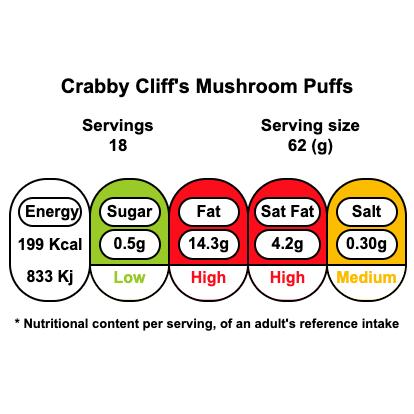 Crabby Cliff's Mushroom Puffs
Servings
18
Serving size
62 (g)
Energy Sugar Fat Sat Fat Salt
199 Kcal 0.5g 14.3g 4.2g 0.30g
833 Kj Low High High Medium
* Nutritional content per serving, of an adult's reference intake